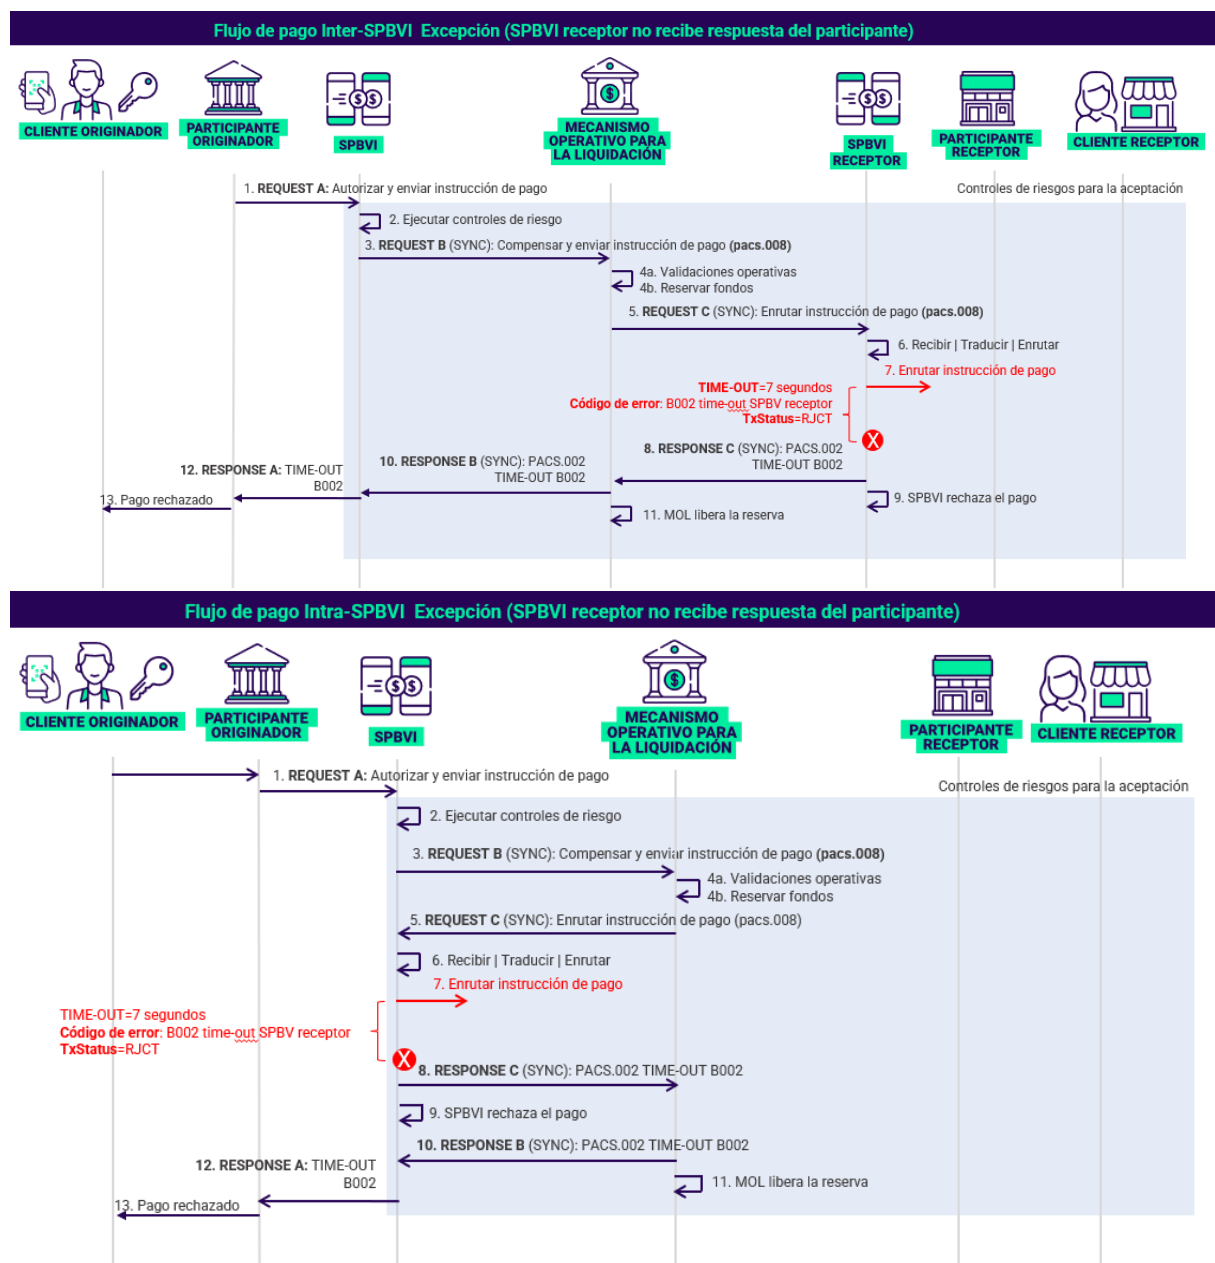 Flujo de pago Inter-SPBVI  Excepción (SPBVI receptor no recibe respuesta del participante)
CLIENTE ORIGINADOR
PARTICIPANTE
ORIGINADOR
SPBVI
MECANISMO
OPERATIVO PARA
LA LIQUIDACIÓN
SPBVI
RECEPTOR
PARTICIPANTE
RECEPTOR
CLIENTE RECEPTOR
1. REQUEST A: Autorizar y enviar instrucción de pago
Controles de riesgos para la aceptación
2. Ejecutar controles de riesgo
3. REQUEST B (SYNC): Compensar y enviar instrucción de pago (pacs.008)
4a. Validaciones operativas
4b. Reservar fondos
5. REQUEST C (SYNC): Enrutar instrucción de pago (pacs.008)
6. Recibir | Traducir | Enrutar
7. Enrutar instrucción de pago
TIME-OUT=7 segundos
Código de error: B002 time-out SPBV receptor
TxStatus=RJCT
X
8. RESPONSE C (SYNC): PACS.002
TIME-OUT B002
10. RESPONSE B (SYNC): PACS.002
TIME-OUT B002
12. RESPONSE A: TIME-OUT
B002
13. Pago rechazado
9. SPBVI rechaza el pago
11. MOL libera la reserva
Flujo de pago Intra-SPBVI  Excepción (SPBVI receptor no recibe respuesta del participante)
CLIENTE ORIGINADOR
PARTICIPANTE
ORIGINADOR
SPBVI
MECANISMO
OPERATIVO PARA
LA LIQUIDACIÓN
PARTICIPANTE
RECEPTOR
CLIENTE RECEPTOR
1. REQUEST A: Autorizar y enviar instrucción de pago
Controles de riesgos para la aceptación
2. Ejecutar controles de riesgo
3. REQUEST B (SYNC): Compensar y enviar instrucción de pago (pacs.008)
4a. Validaciones operativas
4b. Reservar fondos
5. REQUEST C (SYNC): Enrutar instrucción de pago (pacs.008)
6. Recibir | Traducir | Enrutar
7. Enrutar instrucción de pago
TIME-OUT=7 segundos
Código de error: B002 time-out SPBV receptor
TxStatus=RJCT
X
8. RESPONSE C (SYNC): PACS.002 TIME-OUT B002
9. SPBVI rechaza el pago
10. RESPONSE B (SYNC): PACS.002 TIME-OUT B002
12. RESPONSE A: TIME-OUT
B002
11. MOL libera la reserva
13. Pago rechazado